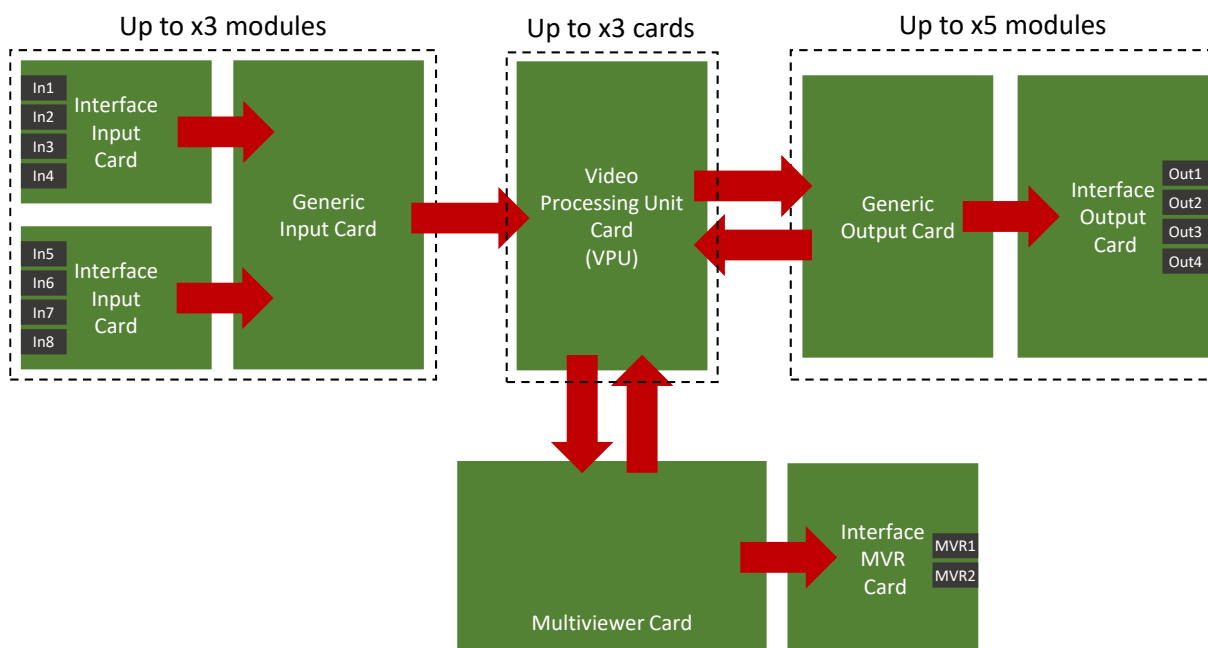 Up to x3 modules
Up to x3 cards
Up to x5 modules
In1
In2
In3
In4
Interface
Input
Card
In5
In6
In7
In8
Interface
Input
Card
Generic
Input Card
Video
Processing Unit
Card
(VPU)
Generic
Output Card
Interface
Output
Card
Out1
Out2
Out3
Out4
Multiviewer Card
Interface
MVR
Card
MVR1
MVR2